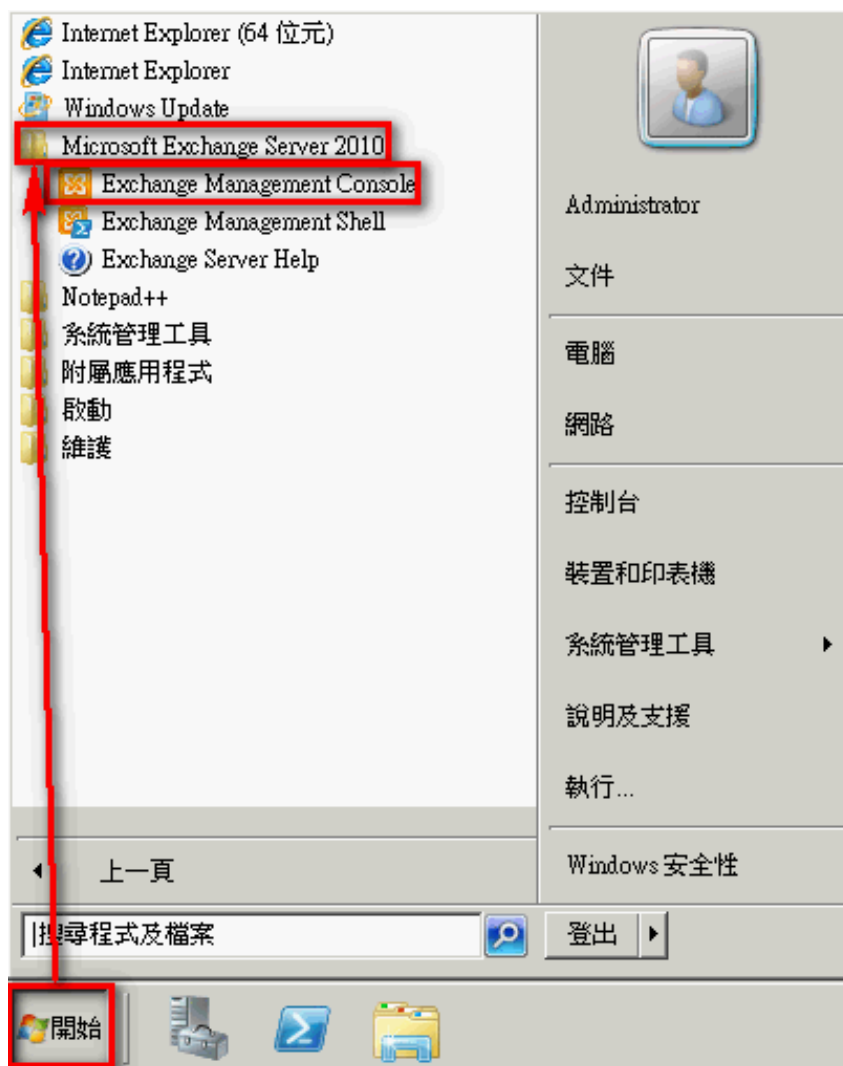 Internet Explorer (64 位元)
Internet Explorer
Windows Update
Microsoft Exchange Server 2010
Exchange Management Console
Exchange Management Shell
Exchange Server Help
Notepad++
系統管理工具
附屬應用程式
啟動
維護
上一頁
搜尋程式及檔案
Administrator
文件
電腦
網路
控制台
裝置和印表機
系統管理工具
說明及支援
執行...
Windows 安全性
登出
開始